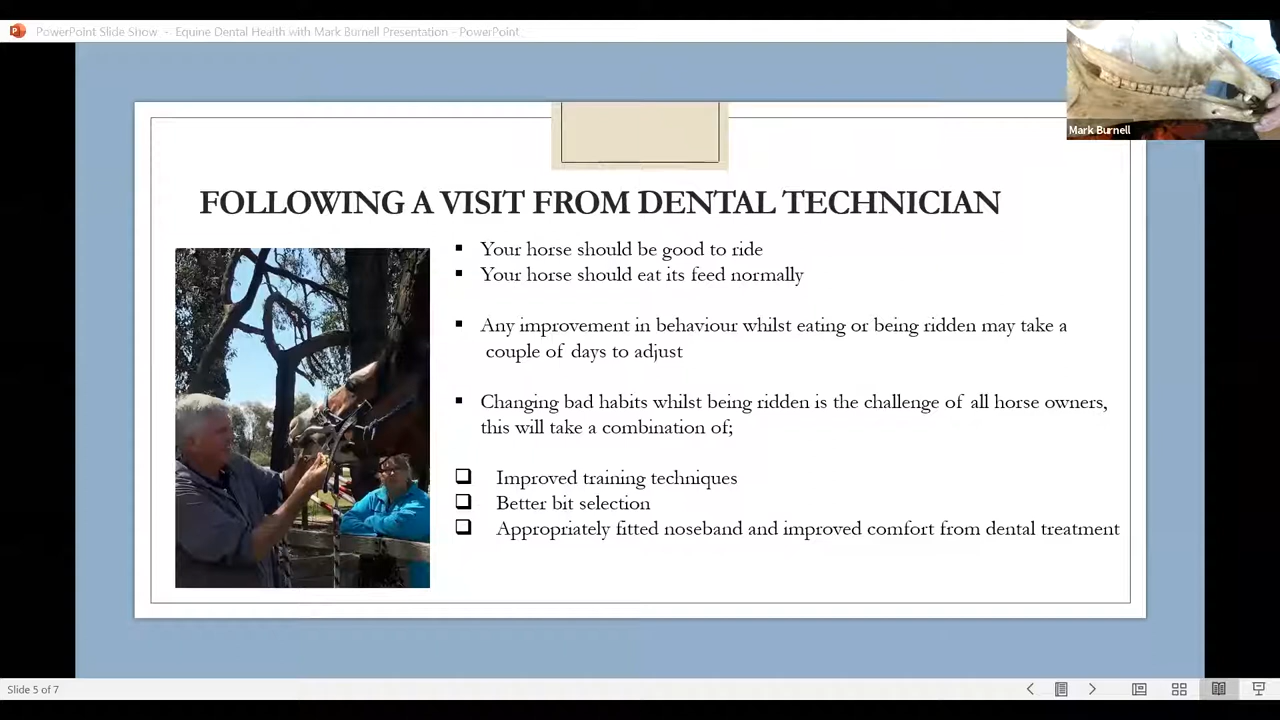 PowerPoint Slide Show - Equine Dental Health with Mark Burnell Presentation - PowerPoint
Mark Burnell
FOLLOWING A VISIT FROM DENTAL TECHNICIAN
▪ Your horse should be good to ride
▪ Your horse should eat its feed normally
▪ Any improvement in behaviour whilst eating or being ridden may take a
couple of days to adjust
▪ Changing bad habits whilst being ridden is the challenge of all horse owners,
this will take a combination of;
❑ Improved training techniques
❑ Better bit selection
❑ Appropriately fitted noseband and improved comfort from dental treatment
Slide 5 of 7